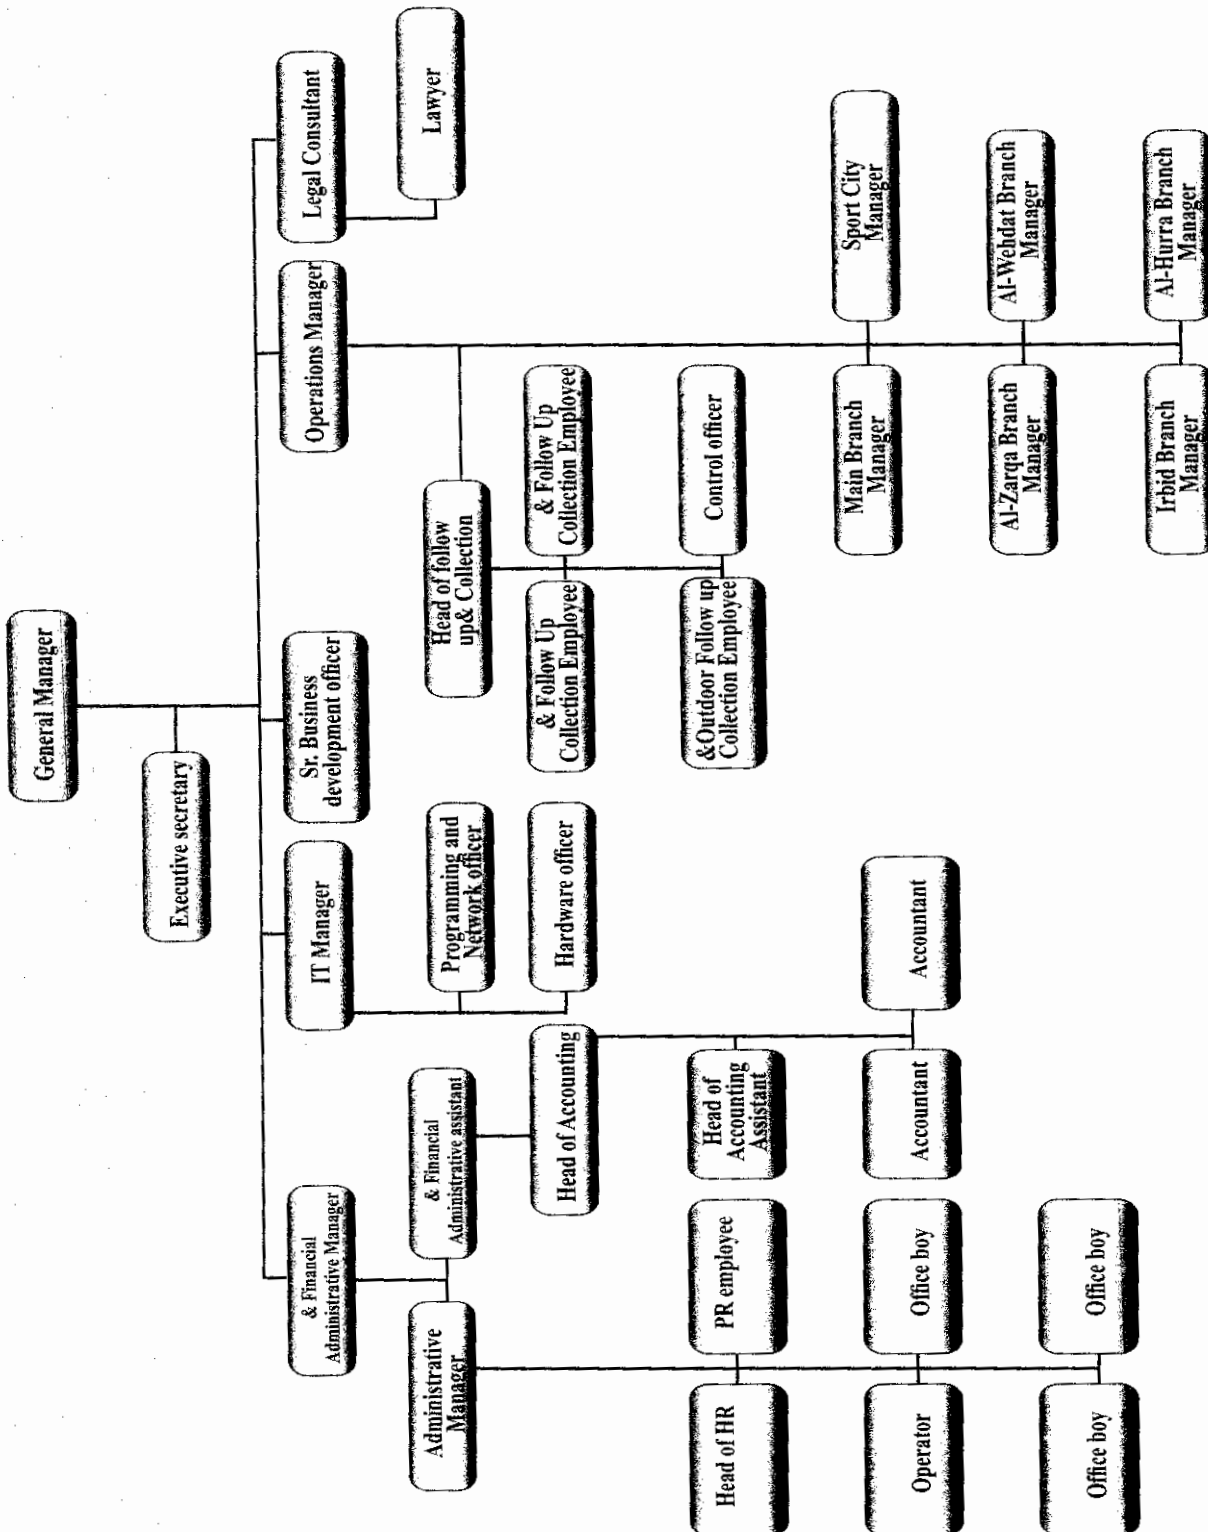 General Manager
Executive secretary
& Financial
Administrative Manager
IT Manager
Sr. Business
development officer
Operations Manager
Legal Consultant
Administrative
Manager
& Financial
Administrative assistant
Programming and
Network officer
Head of follow
up& Collection
Lawyer
Head of Accounting
Hardware officer
& Follow Up
Collection Employee
& Follow Up
Collection Employee
Head of HR
PR employee
Head of
Accounting
Assistant
&Outdoor Follow up
Collection Employee
Control officer
Operator
Office boy
Accountant
Accountant
Main Branch
Manager
Sport City
Manager
Office boy
Office boy
Al-Zarqa Branch
Manager
Al-Wehdat Branch
Manager
Irbid Branch
Manager
Al-Hurra Branch
Manager